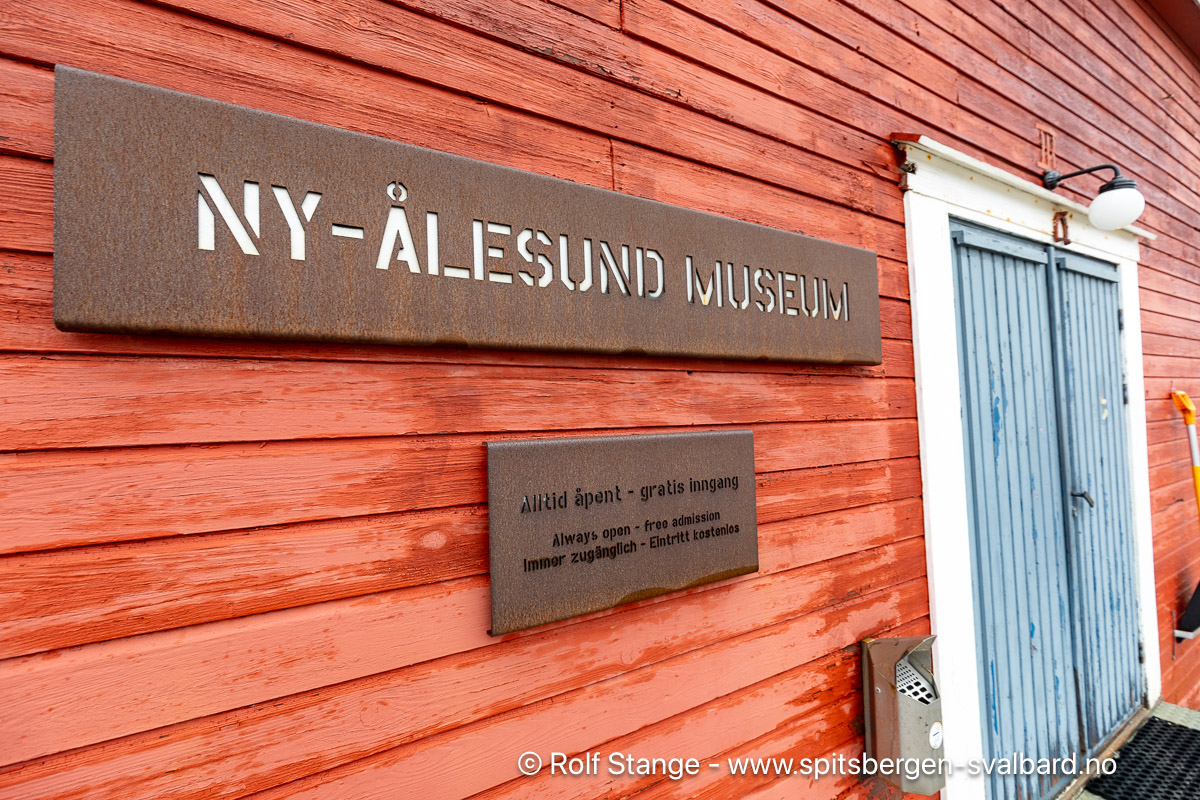 NY-ÅLESUND MUSEUM
Alltid åpent - gratis inngang
Always open - free admission
Immer zugänglich - Eintritt kostenlos
© Rolf Stange - www.spitsbergen-svalbard.no